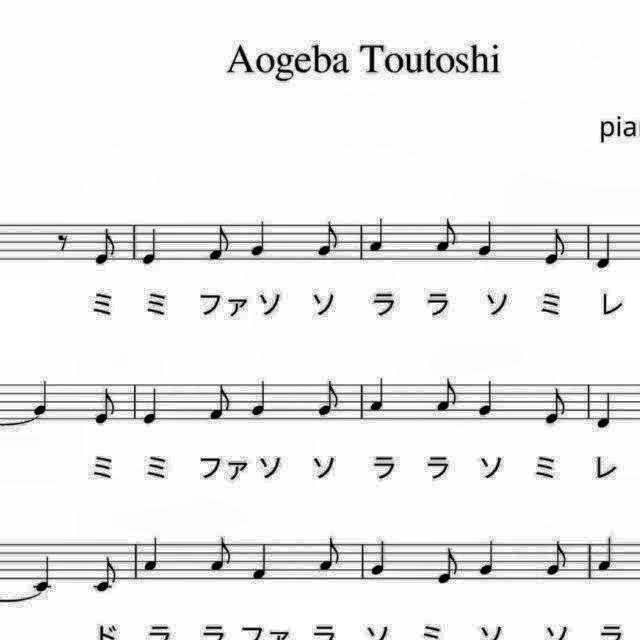 Aogeba Toutoshi
pia
ミ ミ ファ ソ ソ ラ ラ ソ ミ レ
ミ ミ ファ ソ ソ ラ ラ ソ ミ レ
ド ラ ラ ファ ラ ソ ミ ソ ソ ラ